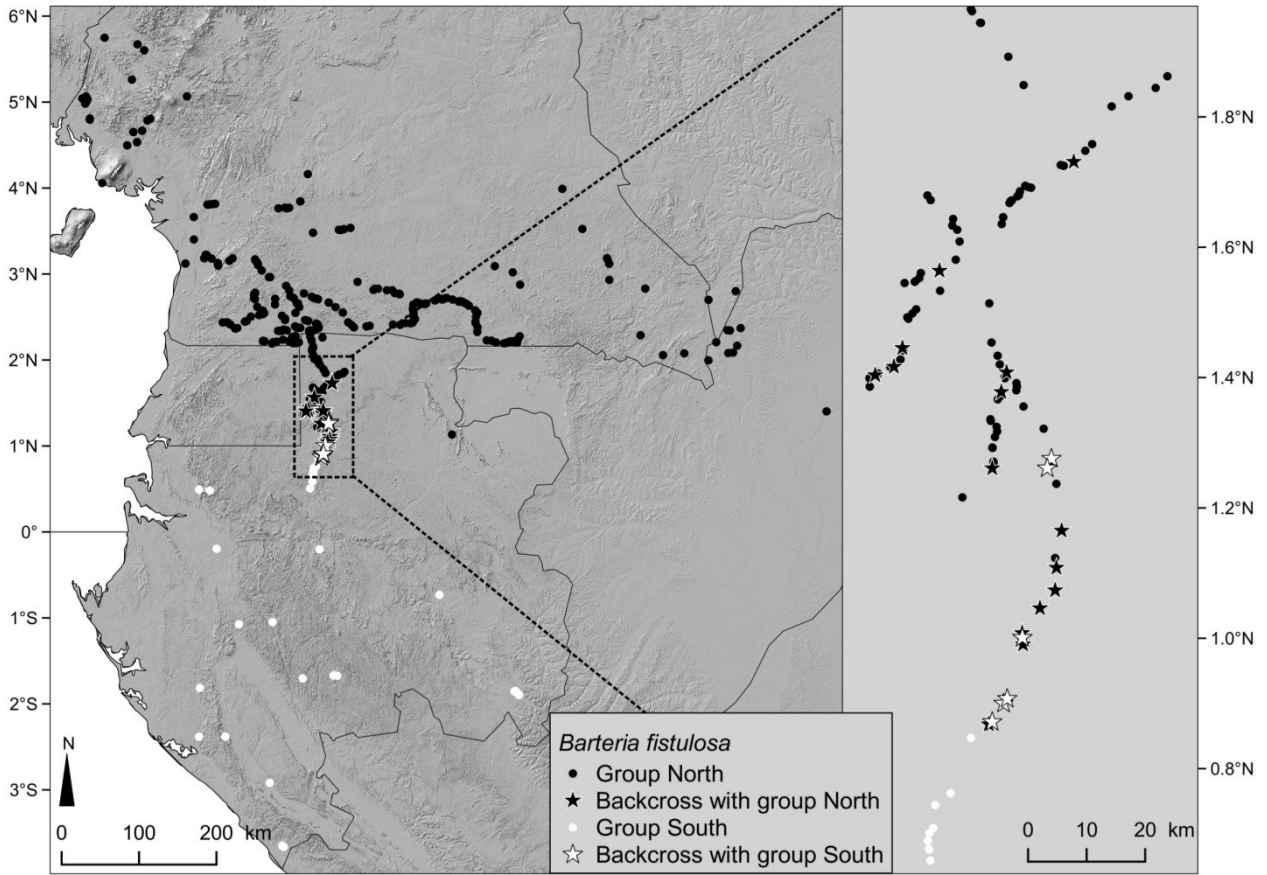 6°N
5°N
4°N
3°N
2°N
1°N
0°
1°S
2°S
3°S
N
0 100 200 km
Barteria fistulosa
Group North
Backcross with group North
Group South
Backcross with group South
1.8°N
1.6°N
1.4°N
1.2°N
1.0°N
0.8°N
0 10 20 km